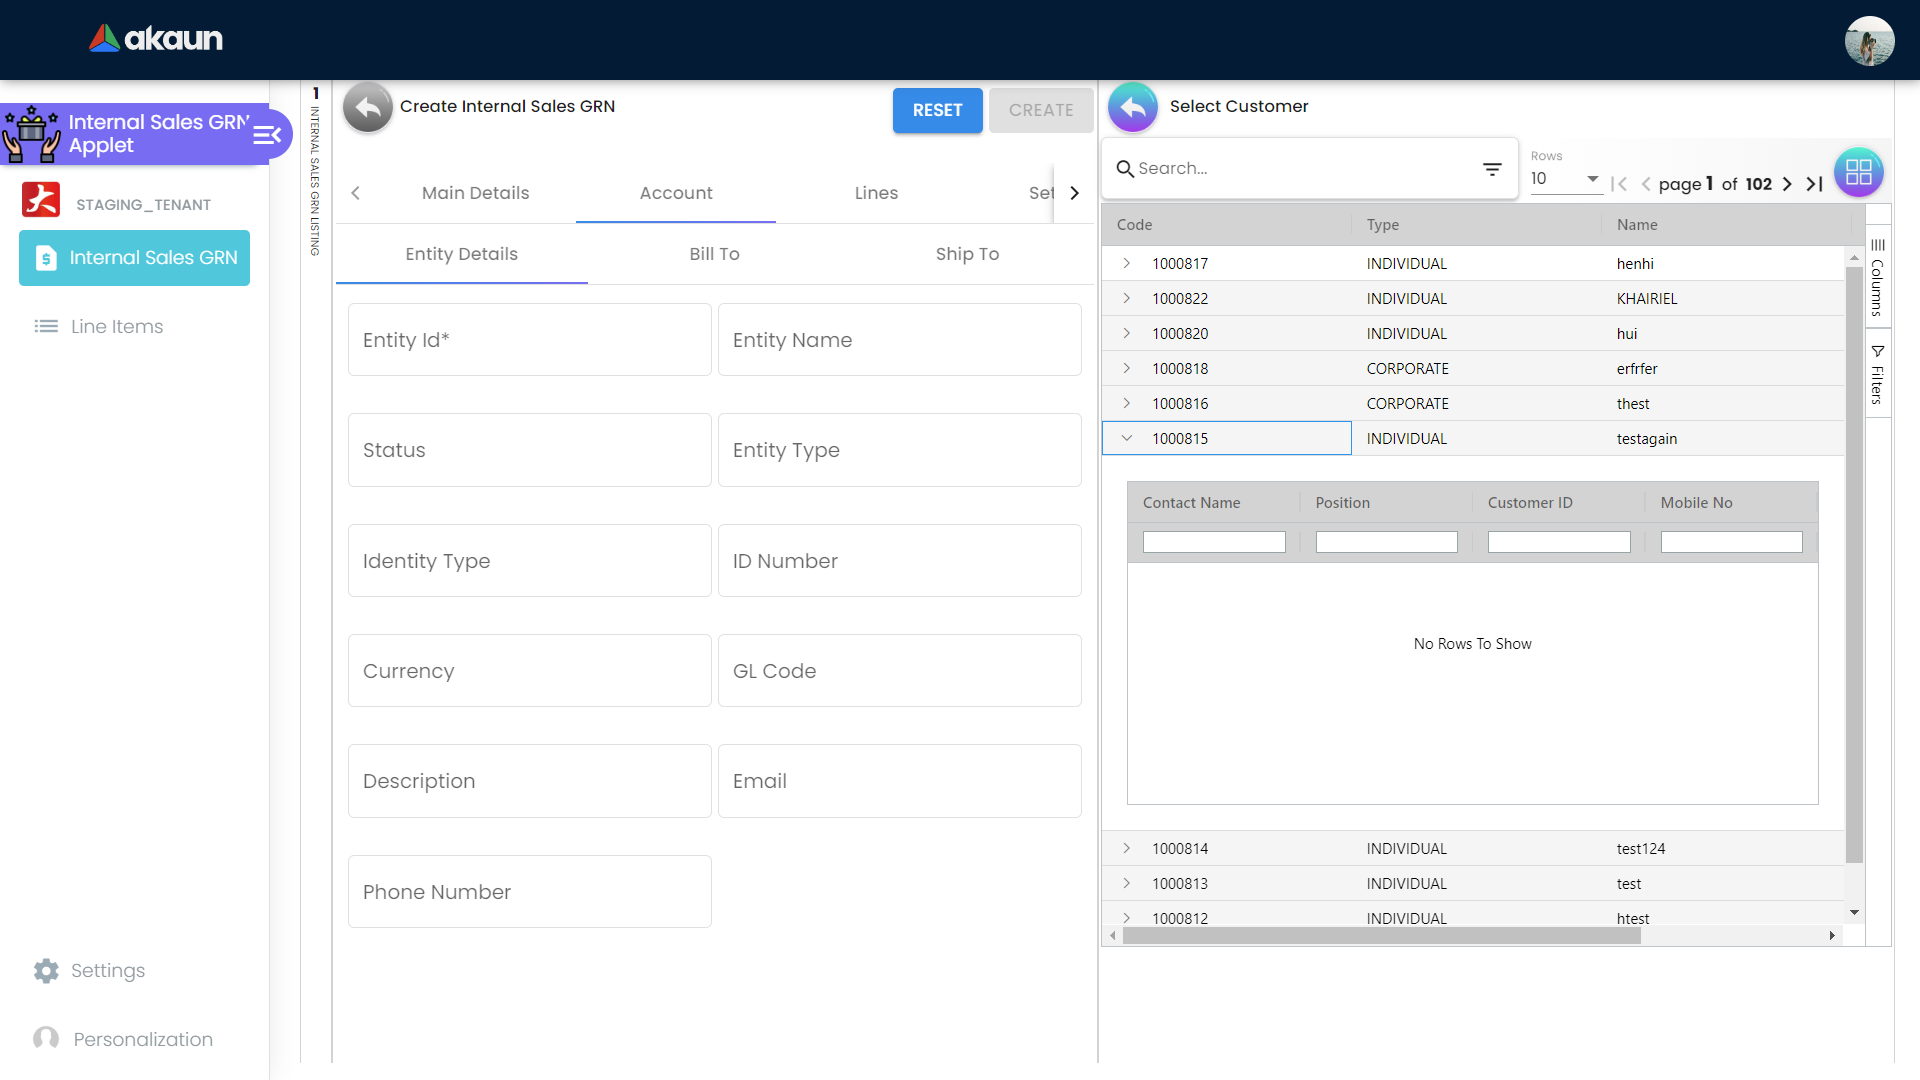 akaun
Internal Sales GRN
Applet
STAGING_TENANT
Internal Sales GRN
Line Items
Settings
Personalization
1
INTERNAL SALES GRN LISTING
Create Internal Sales GRN
RESET
CREATE
Main Details
Account
Lines
Set
Entity Details
Bill To
Ship To
Entity Id*
Entity Name
Status
Entity Type
Identity Type
ID Number
Currency
GL Code
Description
Email
Phone Number
Select Customer
Search...
Rows
10
page 1 of 102
Code Type Name
1000817 INDIVIDUAL henhi
1000822 INDIVIDUAL KHAIRIEL
1000820 INDIVIDUAL hui
1000818 CORPORATE erfrfer
1000816 CORPORATE thest
1000815 INDIVIDUAL testagain
Contact Name Position Customer ID Mobile No
No Rows To Show
1000814 INDIVIDUAL test124
1000813 INDIVIDUAL test
1000812 INDIVIDUAL htest
Columns
Filters